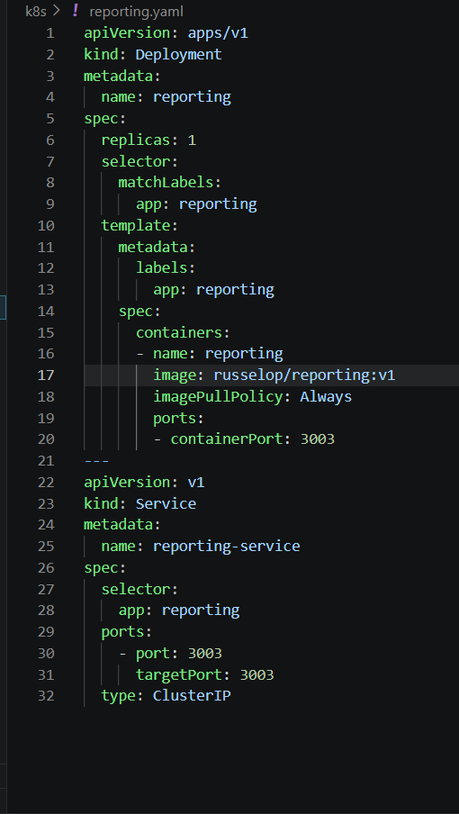 k8s > ! reporting.yaml
1 apiVersion: apps/v1
2 kind: Deployment
3 metadata:
4   name: reporting
5 spec:
6   replicas: 1
7   selector:
8     matchLabels:
9       app: reporting
10   template:
11     metadata:
12       labels:
13         app: reporting
14     spec:
15       containers:
16       - name: reporting
17         image: russelop/reporting:v1
18         imagePullPolicy: Always
19         ports:
20         - containerPort: 3003
21 ---
22 apiVersion: v1
23 kind: Service
24 metadata:
25   name: reporting-service
26 spec:
27   selector:
28     app: reporting
29   ports:
30     - port: 3003
31       targetPort: 3003
32   type: ClusterIP